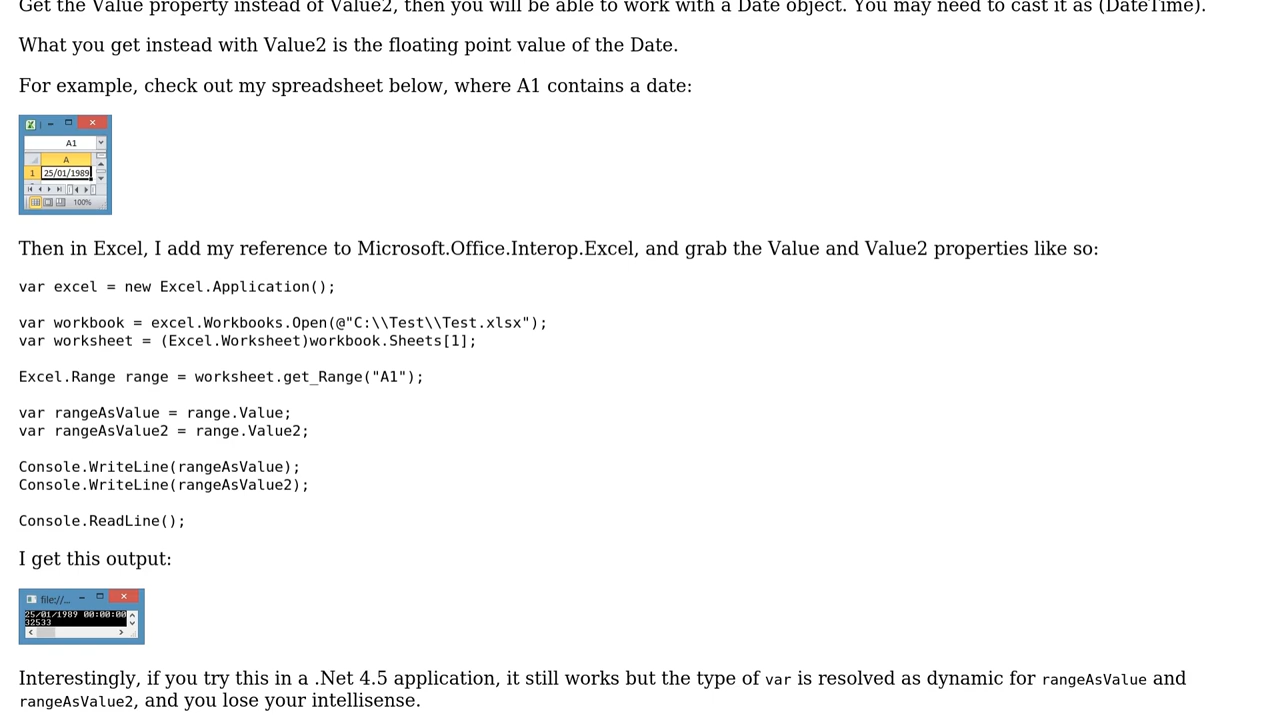 Get the Value property instead of Value2, then you will be able to work with a Date object. You may need to cast it as (DateTime).
What you get instead with Value2 is the floating point value of the Date.
For example, check out my spreadsheet below, where A1 contains a date:
A1
A
1 25/01/1989
100%
Then in Excel, I add my reference to Microsoft.Office.Interop.Excel, and grab the Value and Value2 properties like so:
var excel = new Excel.Application();
var workbook = excel.Workbooks.Open(@"C:\\Test\\Test.xlsx");
var worksheet = (Excel.Worksheet)workbook.Sheets[1];
Excel.Range range = worksheet.get_Range("A1");
var rangeAsValue = range.Value;
var rangeAsValue2 = range.Value2;
Console.WriteLine(rangeAsValue);
Console.WriteLine(rangeAsValue2);
Console.ReadLine();
I get this output:
file://...
25/01/1989 00:00:00
32533
Interestingly, if you try this in a .Net 4.5 application, it still works but the type of var is resolved as dynamic for rangeAsValue and
rangeAsValue2, and you lose your intellisense.